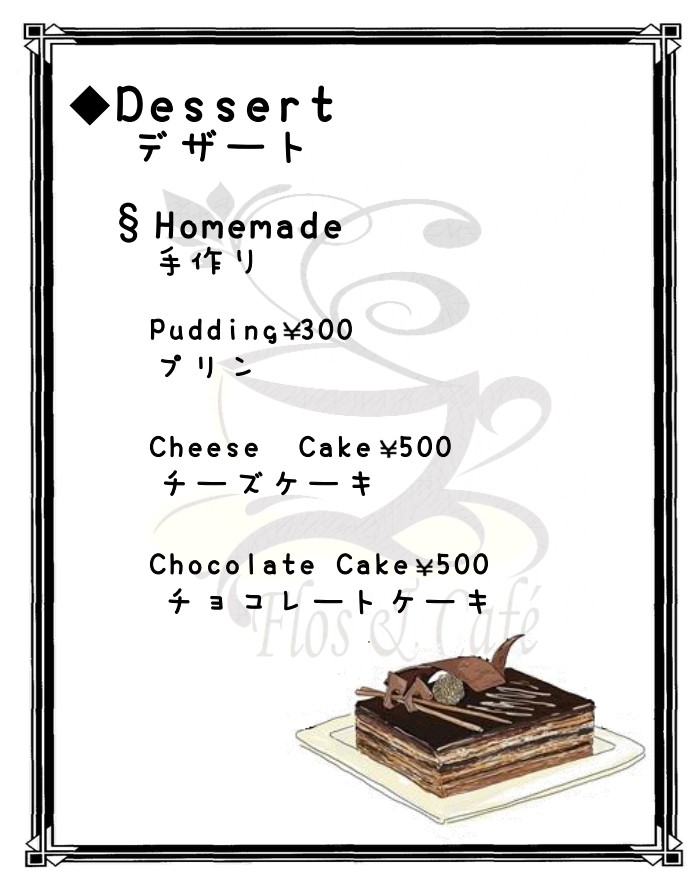 ◆Dessert
デザート
§ Homemade
手作り
Pudding¥300
プリン
Cheese Cake¥500
チーズケーキ
Chocolate Cake¥500
チョコレートケーキ
Flos & Café